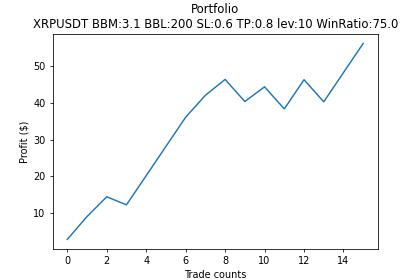 Portfolio
XRPUSDT BBM:3.1 BBL:200 SL:0.6 TP:0.8 lev:10 WinRatio:75.0
50
40
30
20
10
Profit ($)
0 2 4 6 8 10 12 14
Trade counts